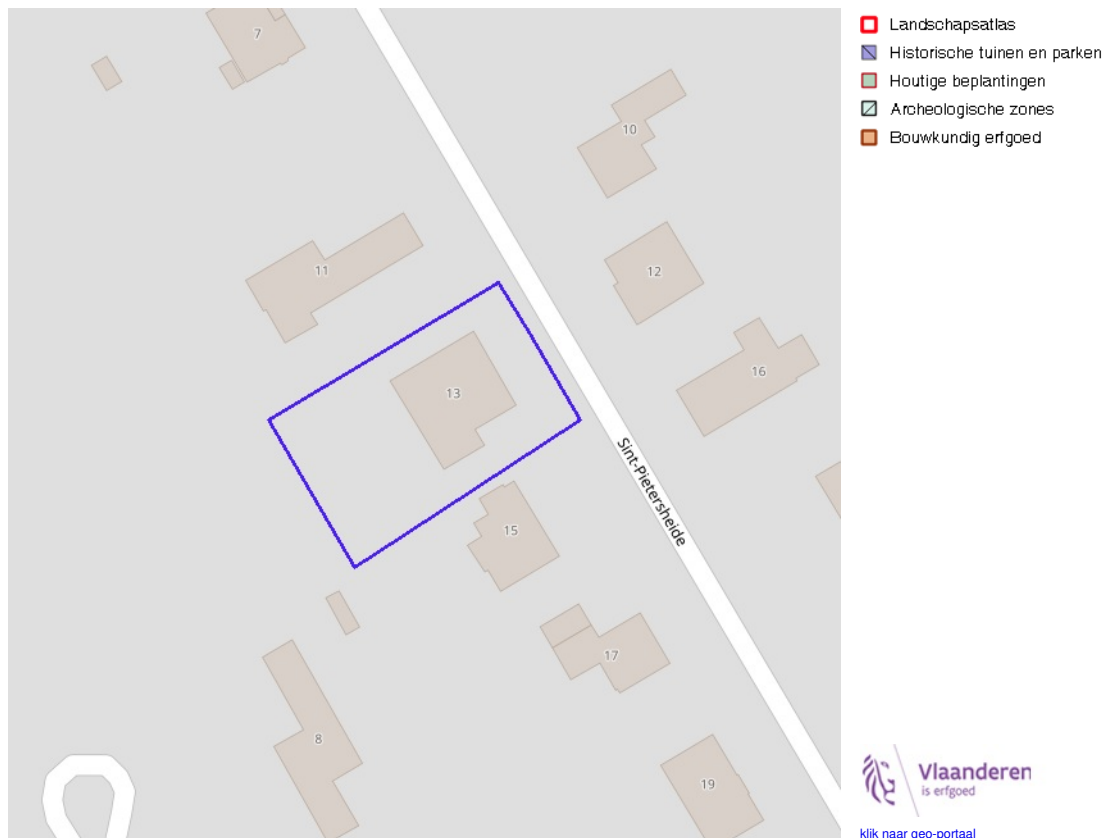 7
10
11
12
13
16
Sint-Pietersheide
15
17
8
19
Landschapsatlas
Historische tuinen en parken
Houtige beplantingen
Archeologische zones
Bouwkundig erfgoed
Vlaanderen
is erfgoed
klik naar geo-portaal